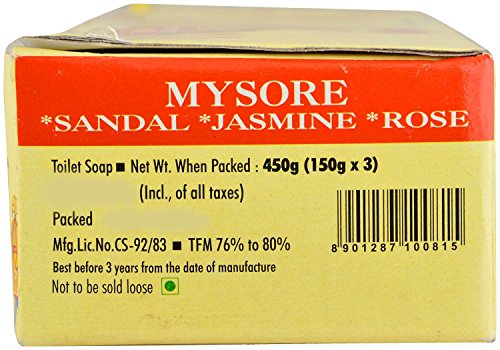 MYSORE
*SANDAL *JASMINE *ROSE
Toilet Soap ■ Net Wt. When Packed : 450g (150g x 3)
(Incl., of all taxes)
Packed
Mfg.Lic.No.CS-92/83 ■ TFM 76% to 80%
Best before 3 years from the date of manufacture
Not to be sold loose
8 901287 100815